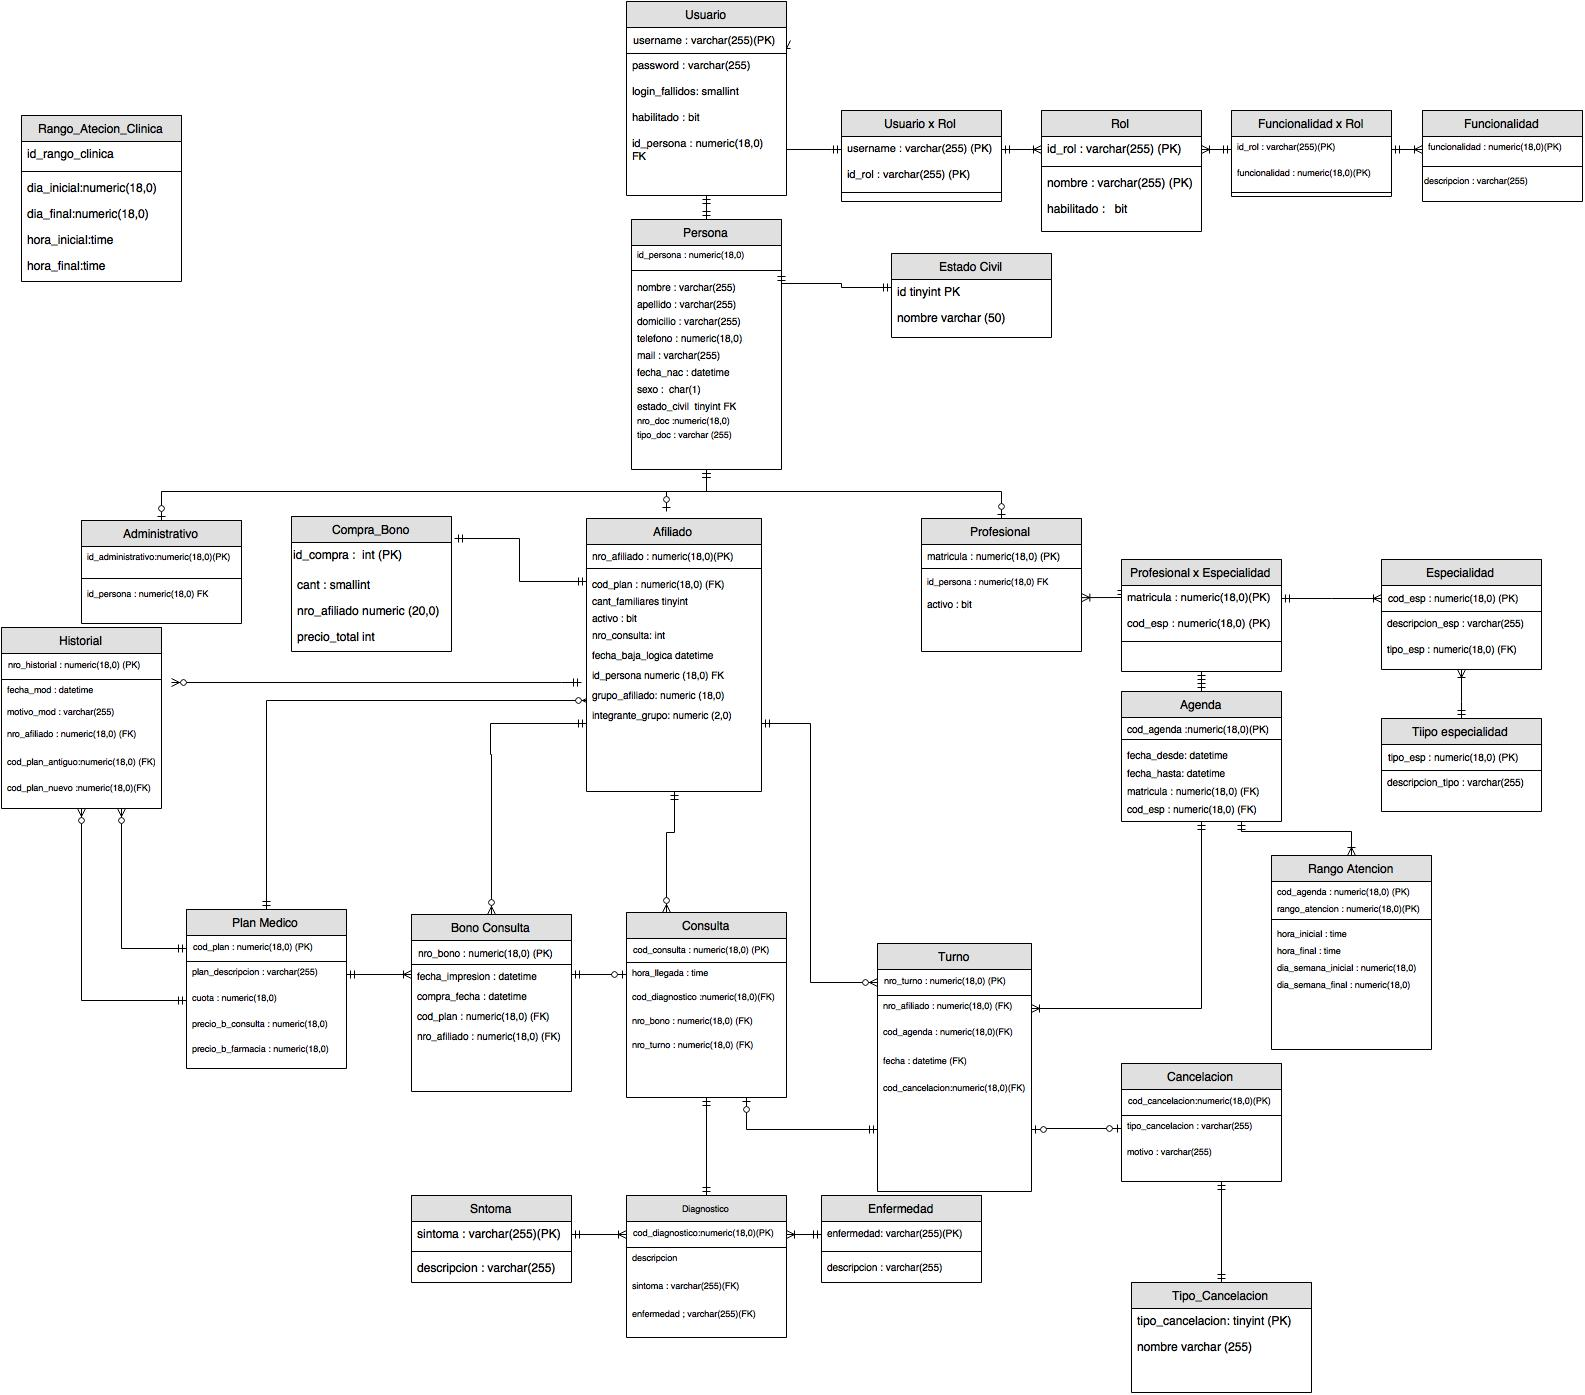 Usuario
username : varchar(255)(PK)
password : varchar(255)
login_fallidos: smallint
habilitado : bit
id_persona : numeric(18,0)
FK
Rango_Atecion_Clinica
id_rango_clinica
dia_inicial:numeric(18,0)
dia_final:numeric(18,0)
hora_inicial:time
hora_final:time
Usuario x Rol
username : varchar(255) (PK)
id_rol : varchar(255) (PK)
Rol
id_rol : varchar(255) (PK)
nombre : varchar(255) (PK)
habilitado : bit
Funcionalidad x Rol
id_rol : varchar(255)(PK)
funcionalidad : numeric(18,0)(PK)
Funcionalidad
funcionalidad : numeric(18,0)(PK)
descripcion : varchar(255)
Persona
id_persona : numeric(18,0)
nombre : varchar(255)
apellido : varchar(255)
domicilio : varchar(255)
telefono : numeric(18,0)
mail : varchar(255)
fecha_nac : datetime
sexo : char(1)
estado_civil tinyint FK
nro_doc :numeric(18,0)
tipo_doc : varchar (255)
Estado Civil
id tinyint PK
nombre varchar (50)
Administrativo
id_administrativo:numeric(18,0)(PK)
id_persona : numeric(18,0) FK
Compra_Bono
id_compra : int (PK)
cant : smallint
nro_afiliado numeric (20,0)
precio_total int
Afiliado
nro_afiliado : numeric(18,0)(PK)
cod_plan : numeric(18,0) (FK)
cant_familiares tinyint
activo : bit
nro_consulta: int
fecha_baja_logica datetime
id_persona numeric (18,0) FK
grupo_afiliado: numeric (18,0)
integrante_grupo: numeric (2,0)
Profesional
matricula : numeric(18,0) (PK)
id_persona : numeric(18,0) FK
activo : bit
Profesional x Especialidad
matricula : numeric(18,0)(PK)
cod_esp : numeric(18,0) (PK)
Especialidad
cod_esp : numeric(18,0) (PK)
descripcion_esp : varchar(255)
tipo_esp : numeric(18,0) (FK)
Historial
nro_historial : numeric(18,0) (PK)
fecha_mod : datetime
motivo_mod : varchar(255)
nro_afiliado : numeric(18,0) (FK)
cod_plan_antiguo:numeric(18,0) (FK)
cod_plan_nuevo :numeric(18,0)(FK)
Agenda
cod_agenda :numeric(18,0)(PK)
fecha_desde: datetime
fecha_hasta: datetime
matricula : numeric(18,0) (FK)
cod_esp : numeric(18,0) (FK)
Tiipo especialidad
tipo_esp : numeric(18,0) (PK)
descripcion_tipo : varchar(255)
Rango Atencion
cod_agenda : numeric(18,0) (PK)
rango_atencion : numeric(18,0)(PK)
hora_inicial : time
hora_final : time
dia_semana_inicial : numeric(18,0)
dia_semana_final : numeric(18,0)
Plan Medico
cod_plan : numeric(18,0) (PK)
plan_descripcion : varchar(255)
cuota : numeric(18,0)
precio_b_consulta : numeric(18,0)
precio_b_farmacia : numeric(18,0)
Bono Consulta
nro_bono : numeric(18,0) (PK)
fecha_impresion : datetime
compra_fecha : datetime
cod_plan : numeric(18,0) (FK)
nro_afiliado : numeric(18,0) (FK)
Consulta
cod_consulta : numeric(18,0) (PK)
hora_llegada : time
cod_diagnostico :numeric(18,0)(FK)
nro_bono : numeric(18,0) (FK)
nro_turno : numeric(18,0) (FK)
Turno
nro_turno : numeric(18,0) (PK)
nro_afiliado : numeric(18,0) (FK)
cod_agenda : numeric(18,0)(FK)
fecha : datetime (FK)
cod_cancelacion:numeric(18,0)(FK)
Cancelacion
cod_cancelacion:numeric(18,0)(PK)
tipo_cancelacion : varchar(255)
motivo : varchar(255)
Sntoma
sintoma : varchar(255)(PK)
descripcion : varchar(255)
Diagnostico
cod_diagnostico:numeric(18,0)(PK)
descripcion
sintoma : varchar(255)(FK)
enfermedad ; varchar(255)(FK)
Enfermedad
enfermedad: varchar(255)(PK)
descripcion : varchar(255)
Tipo_Cancelacion
tipo_cancelacion: tinyint (PK)
nombre varchar (255)